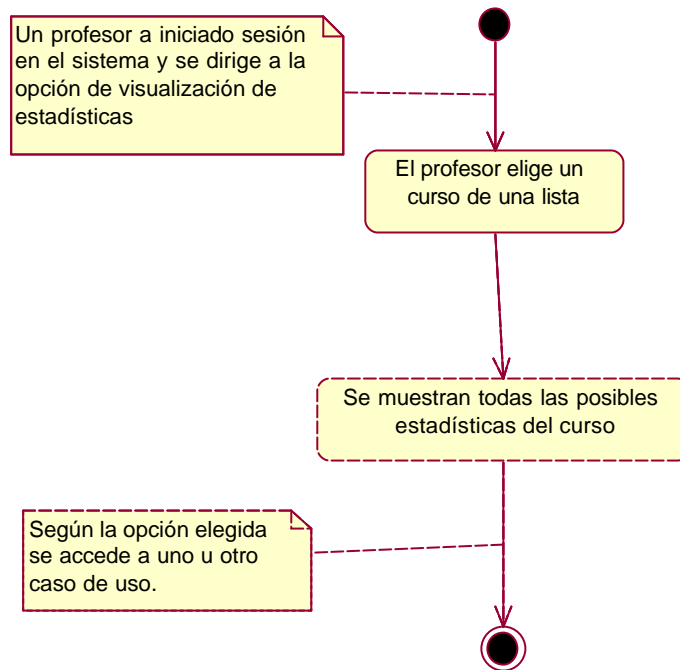 Un profesor a iniciado sesión
en el sistema y se dirige a la
opción de visualización de
estadísticas
El profesor elige un
curso de una lista
Se muestran todas las posibles
estadísticas del curso
Según la opción elegida
se accede a uno u otro
caso de uso.